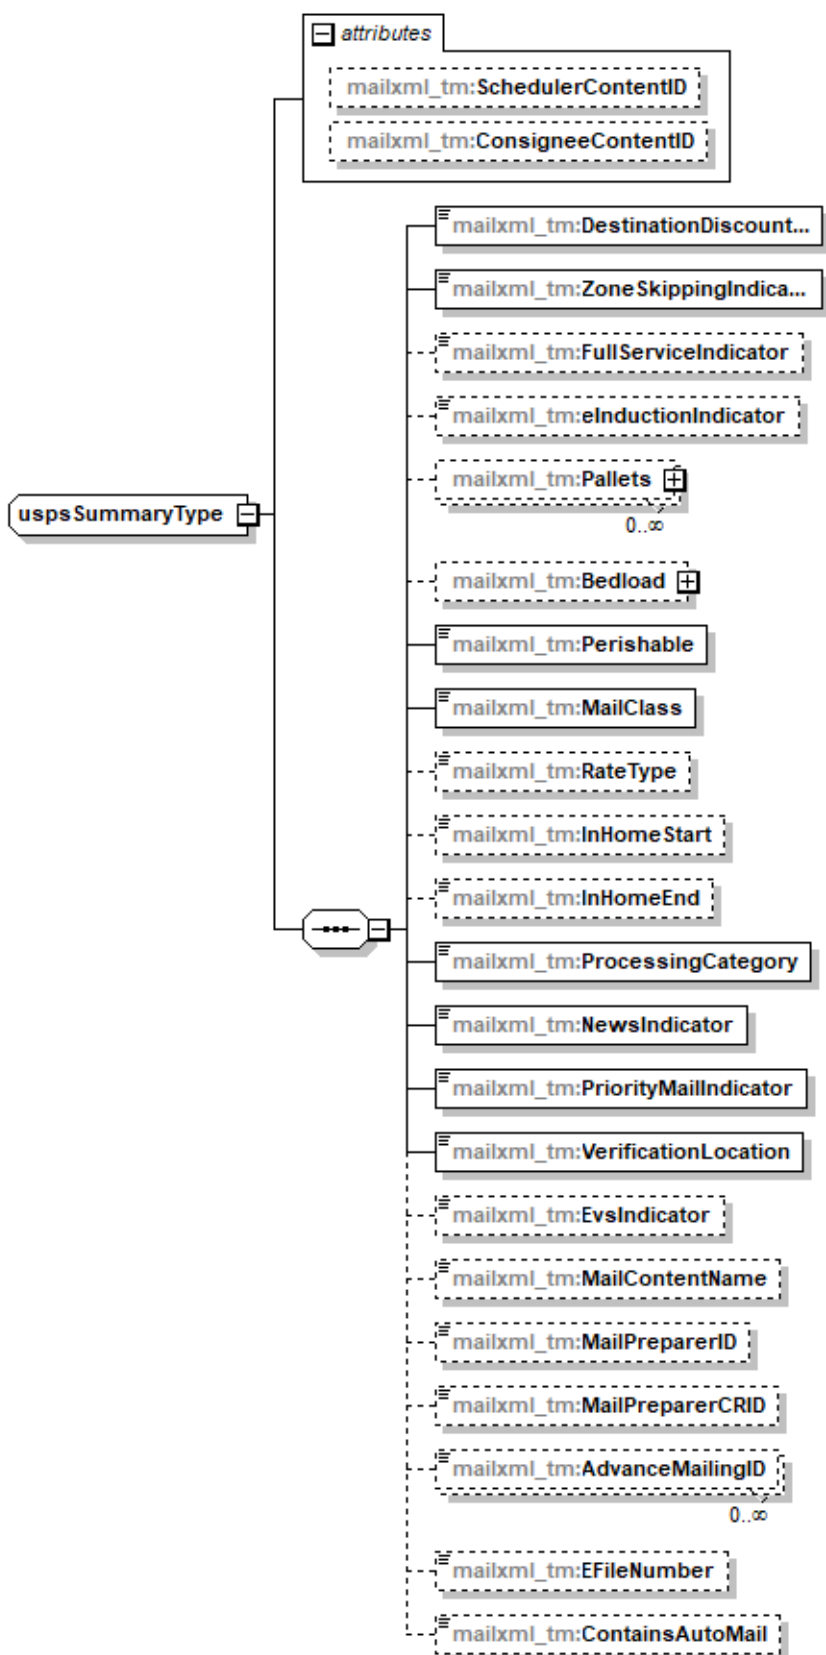 attributes
mailxml_tm:SchedulerContentID
mailxml_tm:ConsigneeContentID
mailxml_tm:DestinationDiscount...
mailxml_tm:ZoneSkippingIndica...
mailxml_tm:FullServiceIndicator
mailxml_tm:eInductionIndicator
mailxml_tm:Pallets
uspsSummaryType
0..∞
mailxml_tm:Bedload
mailxml_tm:Perishable
mailxml_tm:MailClass
mailxml_tm:RateType
mailxml_tm:InHomeStart
mailxml_tm:InHomeEnd
mailxml_tm:ProcessingCategory
mailxml_tm:NewsIndicator
mailxml_tm:PriorityMailIndicator
mailxml_tm:VerificationLocation
mailxml_tm:EvsIndicator
mailxml_tm:MailContentName
mailxml_tm:MailPreparerID
mailxml_tm:MailPreparerCRID
mailxml_tm:AdvanceMailingID
0..∞
mailxml_tm:EFileNumber
mailxml_tm:ContainsAutoMail